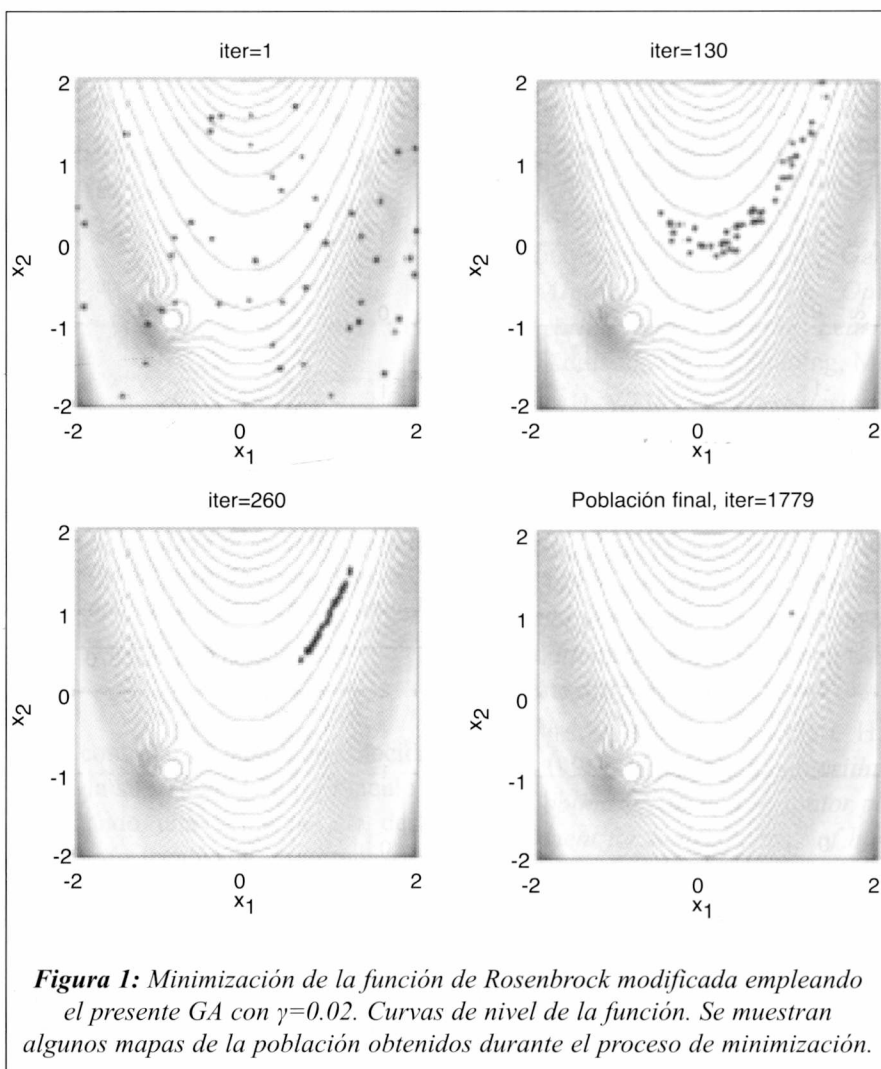 iter=1
iter=130
2
1
0
-1
-2
x2
-2
0
2
x1
2
1
0
-1
-2
x2
-2
0
2
x1
iter=260
Población final, iter=1779
2
1
0
-1
-2
x2
-2
0
2
x1
2
1
0
-1
-2
x2
-2
0
2
x1
Figura 1: Minimización de la función de Rosenbrock modificada empleando
el presente GA con γ=0.02. Curvas de nivel de la función. Se muestran
algunos mapas de la población obtenidos durante el proceso de minimización.